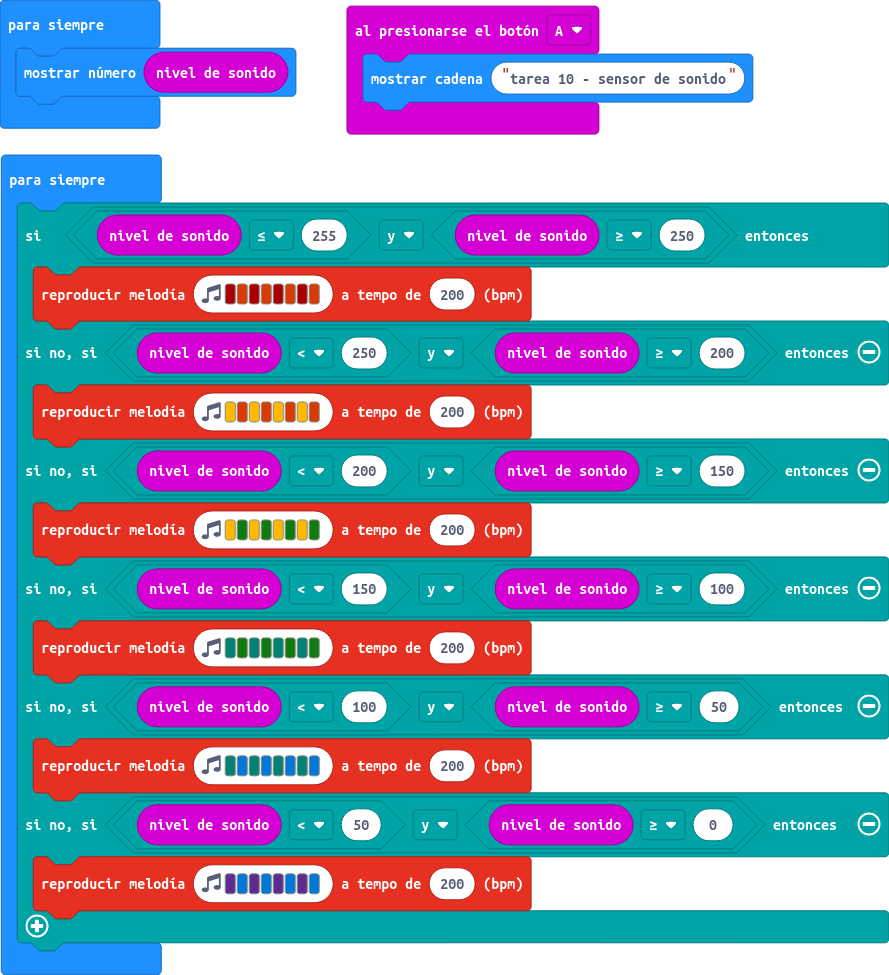 para siempre
mostrar número nivel de sonido
al presionarse el botón A
mostrar cadena "tarea 10 - sensor de sonido"
para siempre
si nivel de sonido ≤ 255 y nivel de sonido ≥ 250 entonces
reproducir melodía a tempo de 200 (bpm)
si no, si nivel de sonido < 250 y nivel de sonido ≥ 200 entonces
reproducir melodía a tempo de 200 (bpm)
si no, si nivel de sonido < 200 y nivel de sonido ≥ 150 entonces
reproducir melodía a tempo de 200 (bpm)
si no, si nivel de sonido < 150 y nivel de sonido ≥ 100 entonces
reproducir melodía a tempo de 200 (bpm)
si no, si nivel de sonido < 100 y nivel de sonido ≥ 50 entonces
reproducir melodía a tempo de 200 (bpm)
si no, si nivel de sonido < 50 y nivel de sonido ≥ 0 entonces
reproducir melodía a tempo de 200 (bpm)